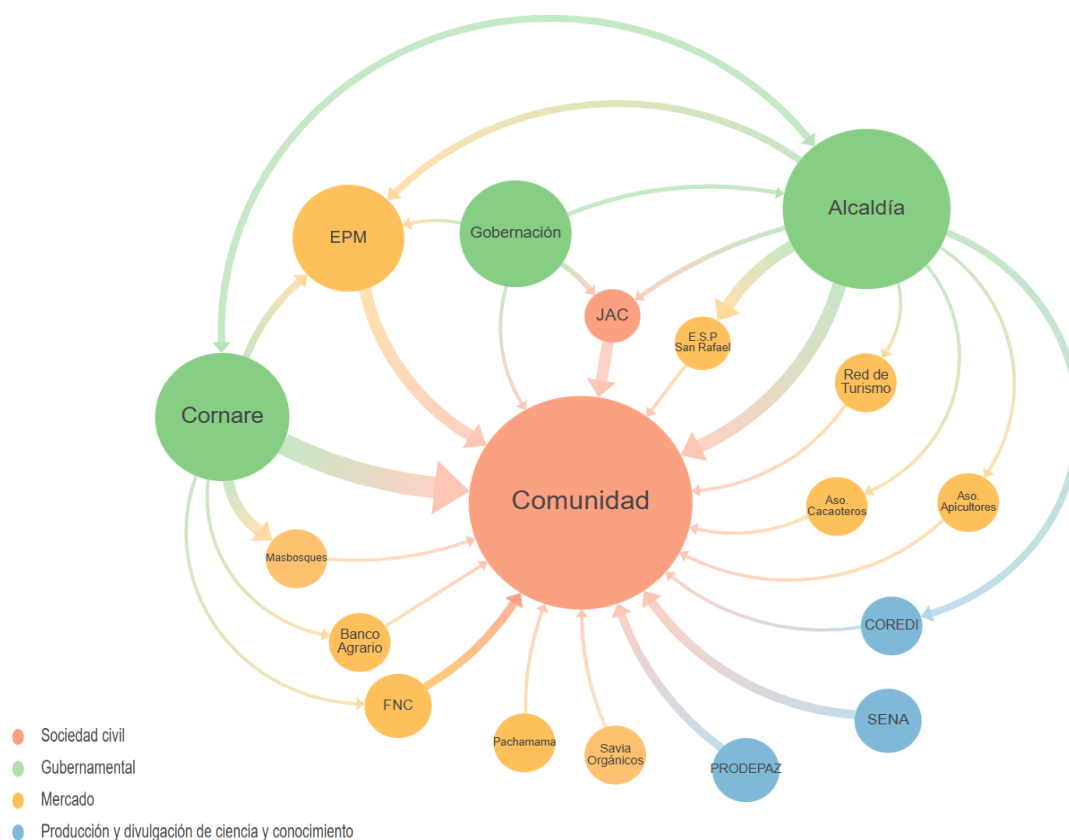 Alcaldía
EPM
Gobernación
JAC
E.S.P
San Rafael
Red de
Turismo
Cornare
Comunidad
Aso.
Cacaoteros
Aso.
Apicultores
Masbosques
Banco
Agrario
COREDI
FNC
SENA
Pachamama
Savia
Orgánicos
PRODEPAZ
Sociedad civil
Gubernamental
Mercado
Producción y divulgación de ciencia y conocimiento